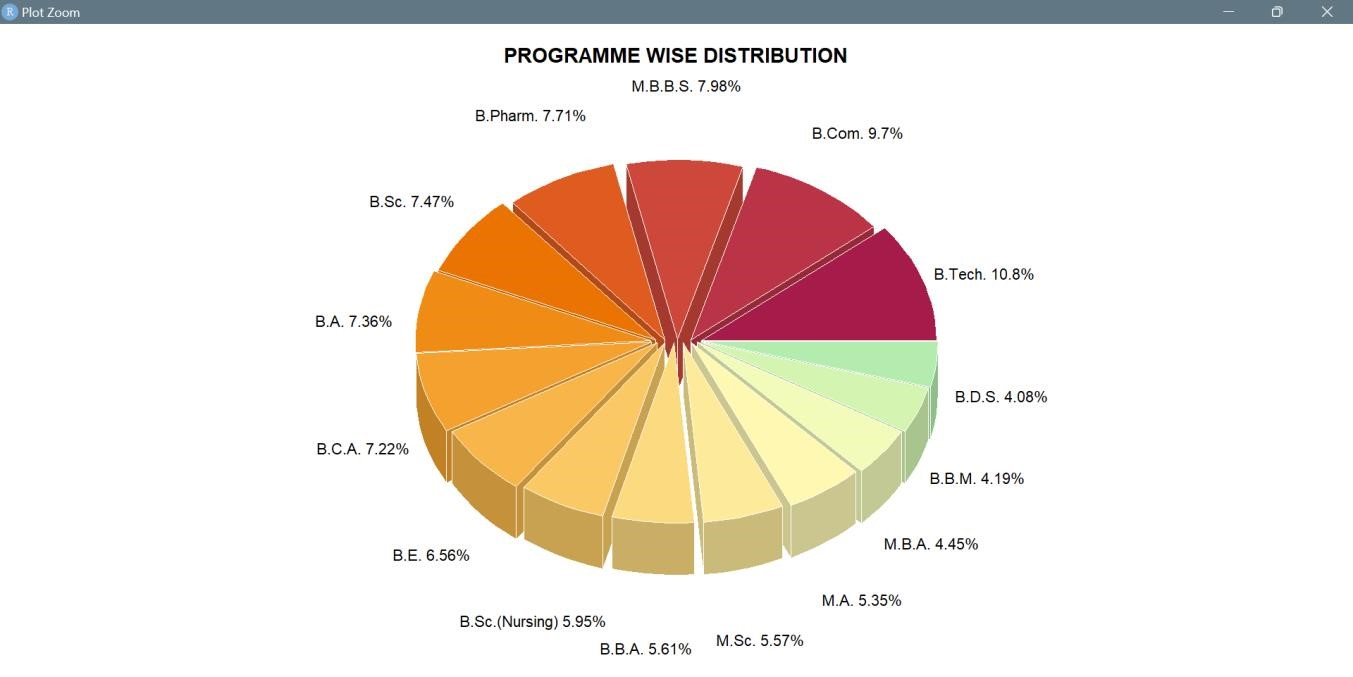 R Plot Zoom
PROGRAMME WISE DISTRIBUTION
M.B.B.S. 7.98%
B.Pharm. 7.71%
B.Com. 9.7%
B.Sc. 7.47%
B.Tech. 10.8%
B.A. 7.36%
B.D.S. 4.08%
B.C.A. 7.22%
B.B.M. 4.19%
M.B.A. 4.45%
B.E. 6.56%
M.A. 5.35%
B.Sc.(Nursing) 5.95%
M.Sc. 5.57%
B.B.A. 5.61%